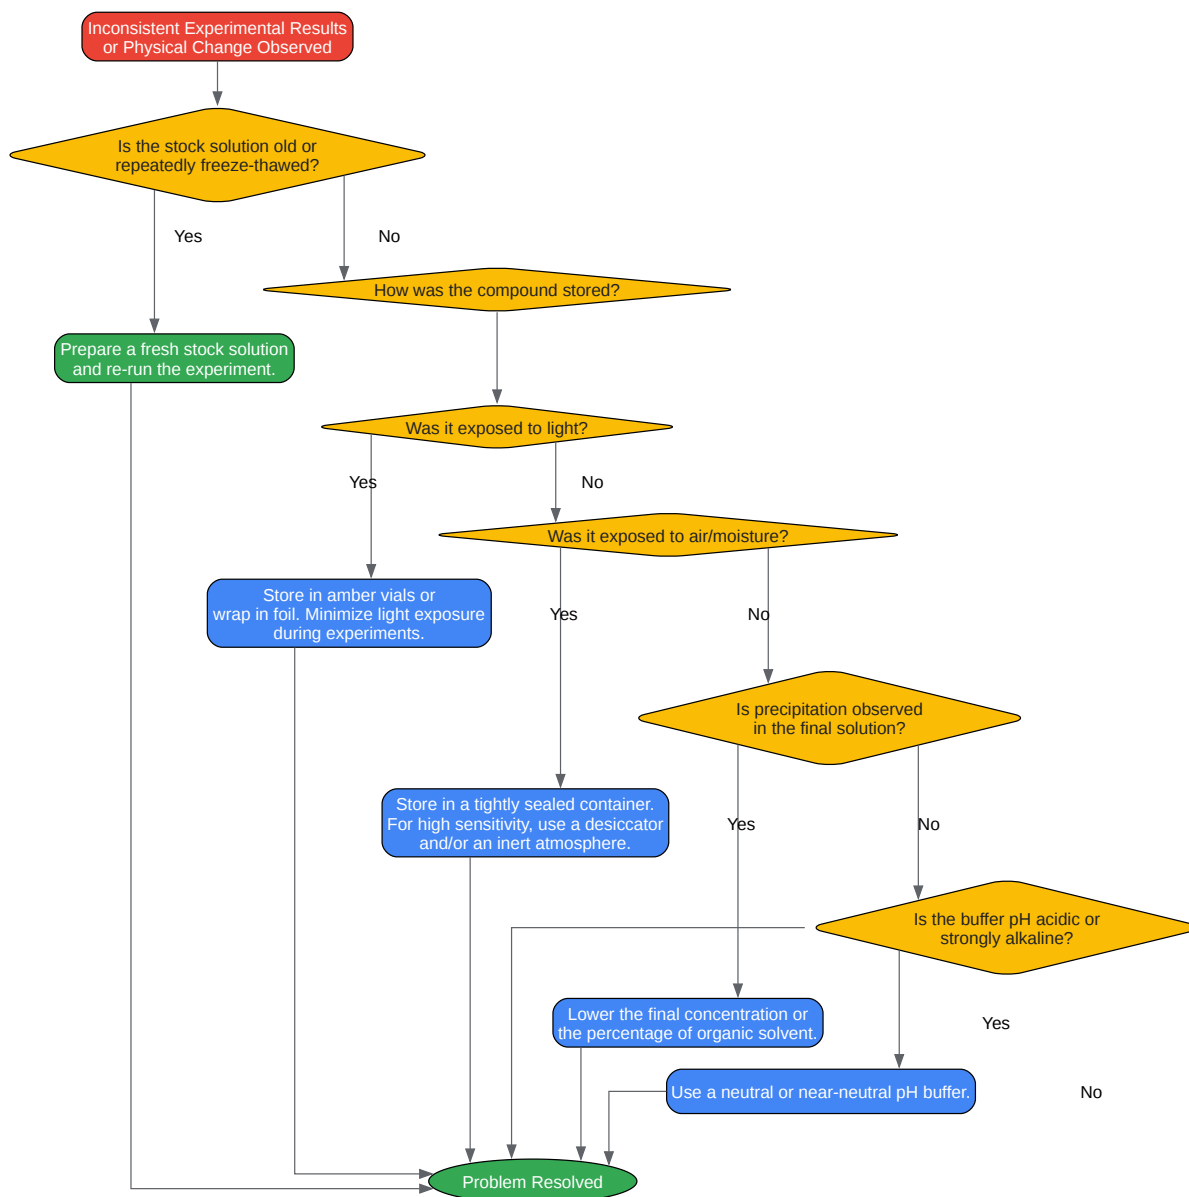 Inconsistent Experimental Results
or Physical Change Observed
Is the stock solution old or
repeatedly freeze-thawed?
Yes
No
How was the compound stored?
Prepare a fresh stock solution
and re-run the experiment.
Was it exposed to light?
Yes
No
Was it exposed to air/moisture?
Store in amber vials or
wrap in foil. Minimize light exposure
during experiments.
Yes
No
Is precipitation observed
in the final solution?
Store in a tightly sealed container.
For high sensitivity, use a desiccator
and/or an inert atmosphere.
Yes
No
Is the buffer pH acidic or
strongly alkaline?
Lower the final concentration or
the percentage of organic solvent.
Yes
Use a neutral or near-neutral pH buffer.
No
Problem Resolved